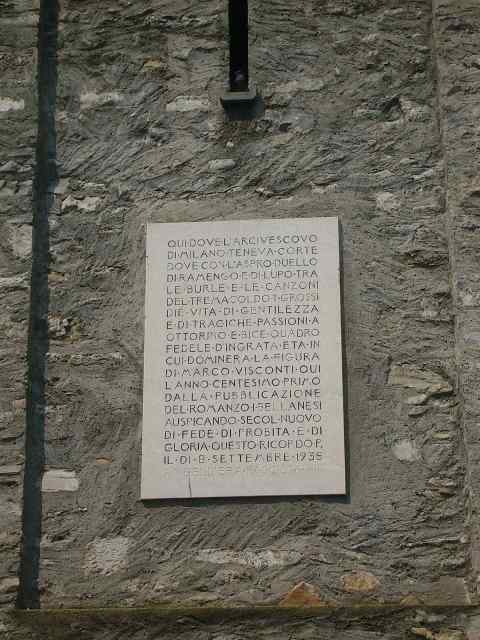 QUI·DOVE·L'ARCIVESCOVO
DI·MILANO·TENEVA·CORTE
DOVE·CON·L'ASPRO·DUELLO
DI·RAMENGO·E·DI·LUPO·TRA
LE·BURLE·E·LE·CANZONI
DEL·TREMACOLDO·T·GROSSI
DIE·VITA·DI·GENTILEZZA
E·DI·TRAGICHE·PASSIONI·A
OTTORINO·E·BICE·QUADRO
FEDELE·D'INGRATA·ETA·IN
CUI·DOMINERA·LA·FIGURA
DI·MARCO·VISCONTI·QUI
L'ANNO·CENTESIMO·PRIMO
DALLA·PUBBLICAZIONE
DEL·ROMANZO·I·BELLANESI
AUSPICANDO·SECOL·NUOVO
DI·FEDE·DI·PROBITA·E·DI
GLORIA·QUESTO·RICORDO·P.
IL·DI·8·SETTEMBRE·1935